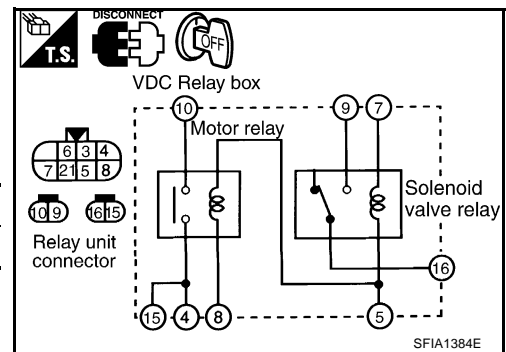 DISCONNECT
T.S.
OFF
VDC Relay box
10
9
7
Motor relay
6 3 4
7 2 1 5 8
10 9
16 15
Relay unit
connector
Solenoid
valve relay
16
15
4
8
5
SFIA1384E